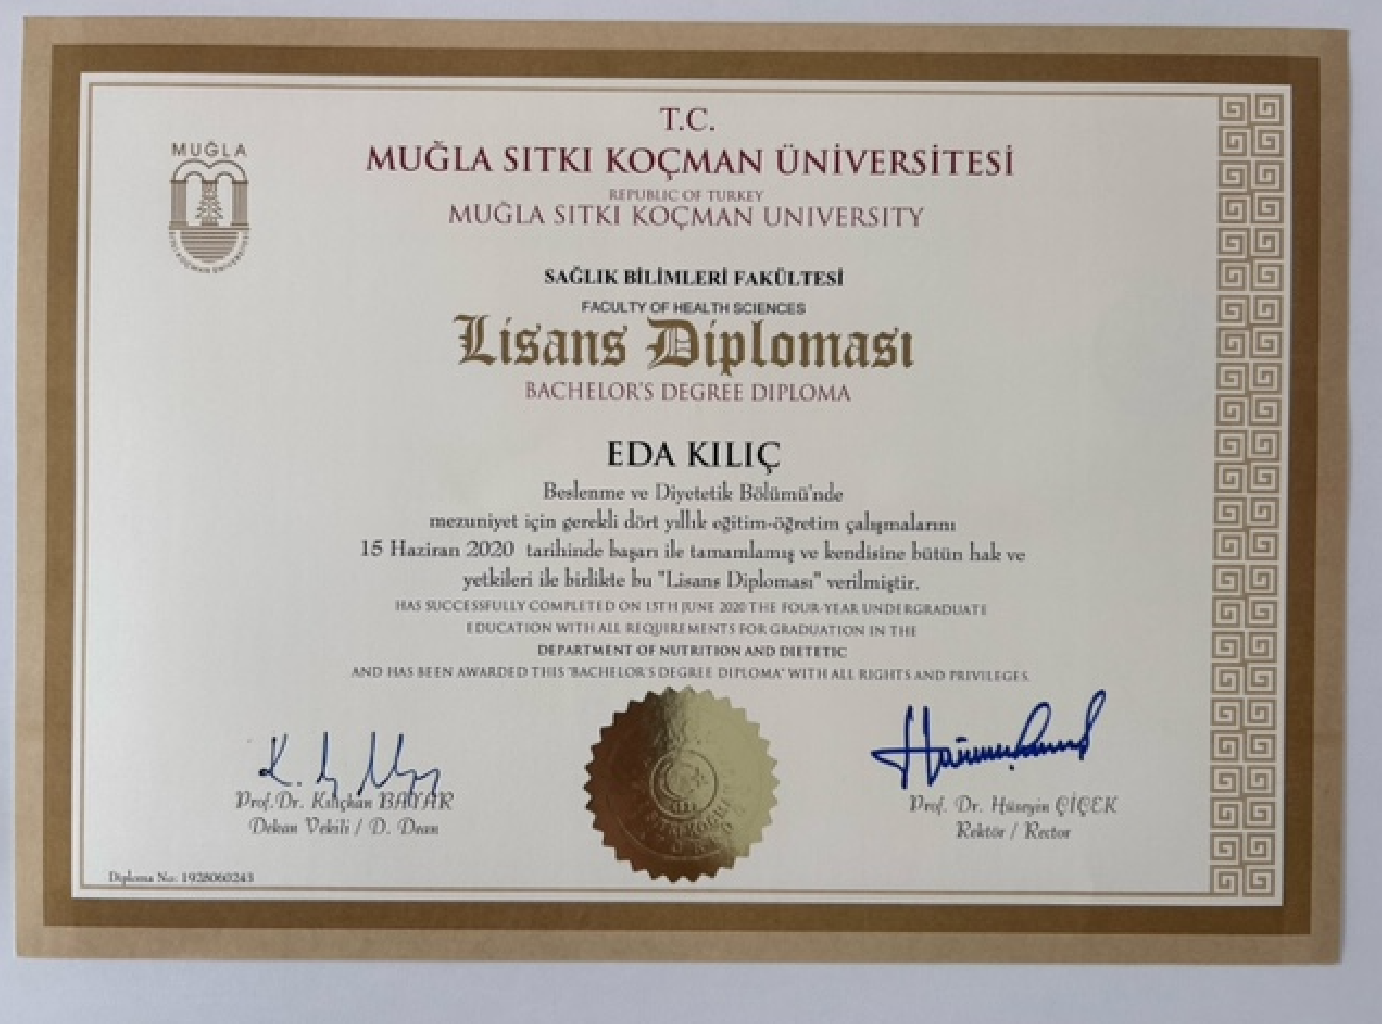 MUĞLA
T.C.
MUĞLA SITKI KOÇMAN ÜNİVERSİTESİ
REPUBLIC OF TURKEY
MUĞLA SITKI KOÇMAN UNIVERSITY
SAĞLIK BİLİMLERİ FAKÜLTESİ
FACULTY OF HEALTH SCIENCES
Lisans Diploması
BACHELOR'S DEGREE DIPLOMA
EDA KILIÇ
Beslenme ve Diyetetik Bölümü'nde
mezuniyet için gerekli dört yıllık eğitim-öğretim çalışmalarını
15 Haziran 2020 tarihinde başarı ile tamamlamış ve kendisine bütün hak ve
yetkileri ile birlikte bu "Lisans Diploması" verilmiştir.
HAS SUCCESSFULLY COMPLETED ON 15TH JUNE 2020 THE FOUR-YEAR UNDERGRADUATE
EDUCATION WITH ALL REQUIREMENTS FOR GRADUATION IN THE
DEPARTMENT OF NUTRITION AND DIETETIC
AND HAS BEEN AWARDED THIS "BACHELOR'S DEGREE DIPLOMA" WITH ALL RIGHTS AND PRIVILEGES.
Prof. Dr. Kılıçhan BAYAR
Dekan Vekili / D. Dean
Prof. Dr. Hüseyin ÇİÇEK
Rektör / Rector
Diploma No: 1928060243